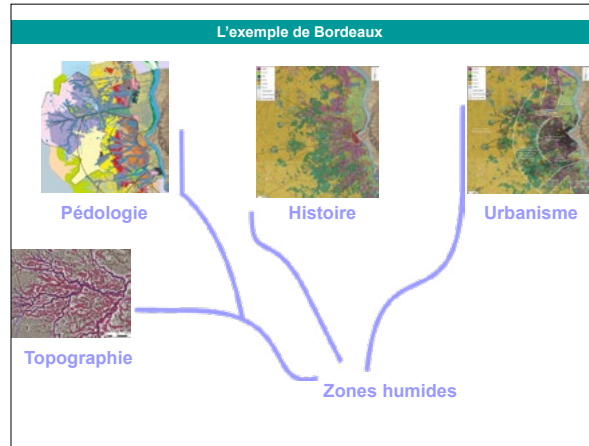 L'exemple de Bordeaux
Pédologie
Histoire
Urbanisme
Topographie
Zones humides